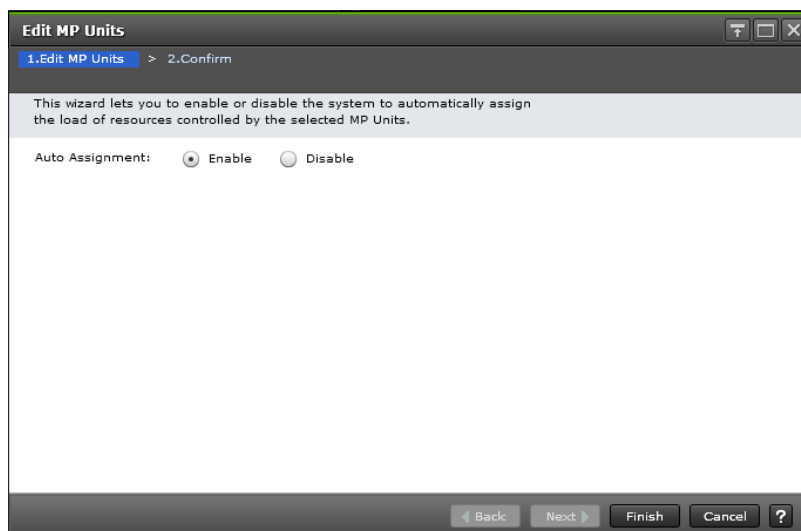 Edit MP Units
1.Edit MP Units > 2.Confirm
This wizard lets you to enable or disable the system to automatically assign
the load of resources controlled by the selected MP Units.
Auto Assignment: Enable Disable
Back Next Finish Cancel ?